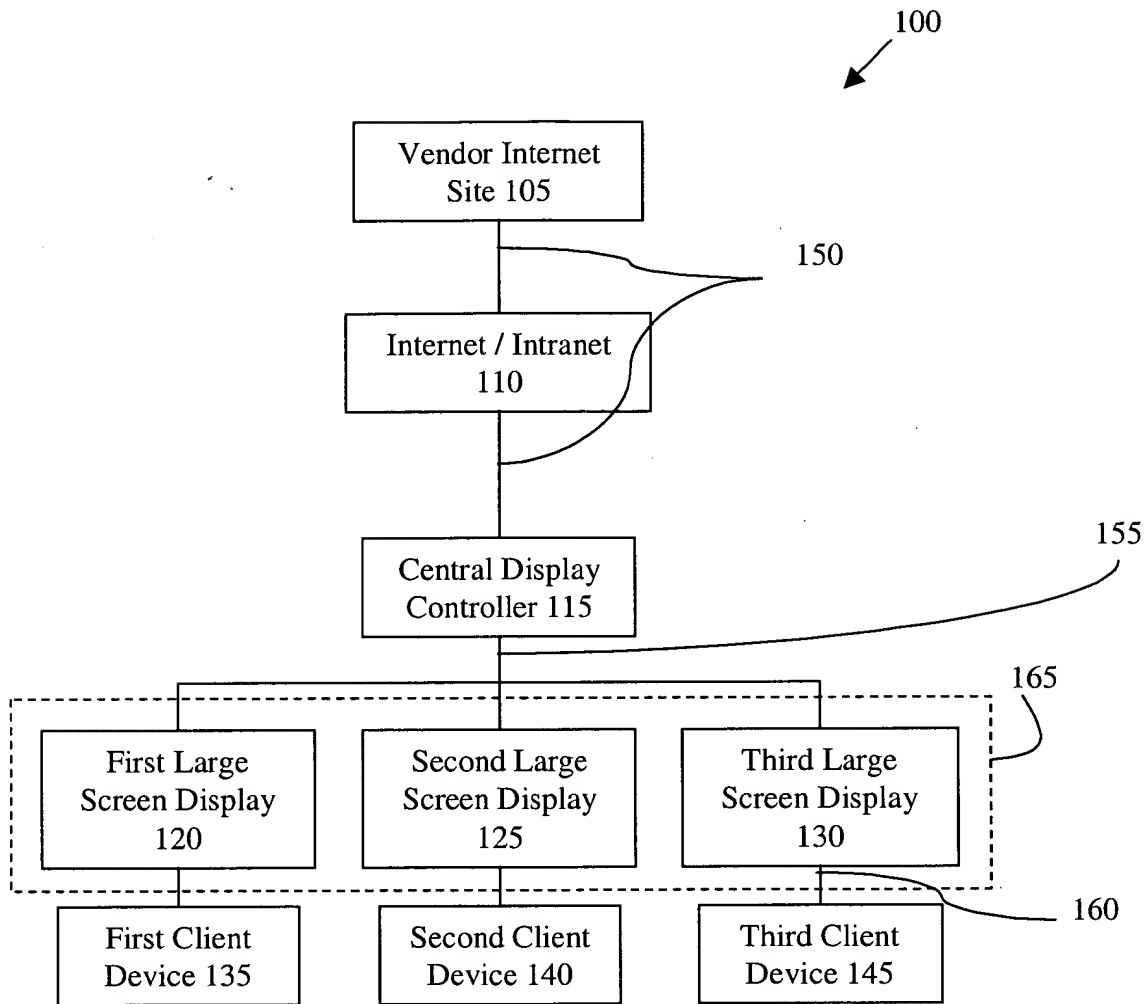 100
Vendor Internet
Site 105
150
Internet / Intranet
110
155
Central Display
Controller 115
165
First Large
Screen Display
120
Second Large
Screen Display
125
Third Large
Screen Display
130
160
First Client
Device 135
Second Client
Device 140
Third Client
Device 145